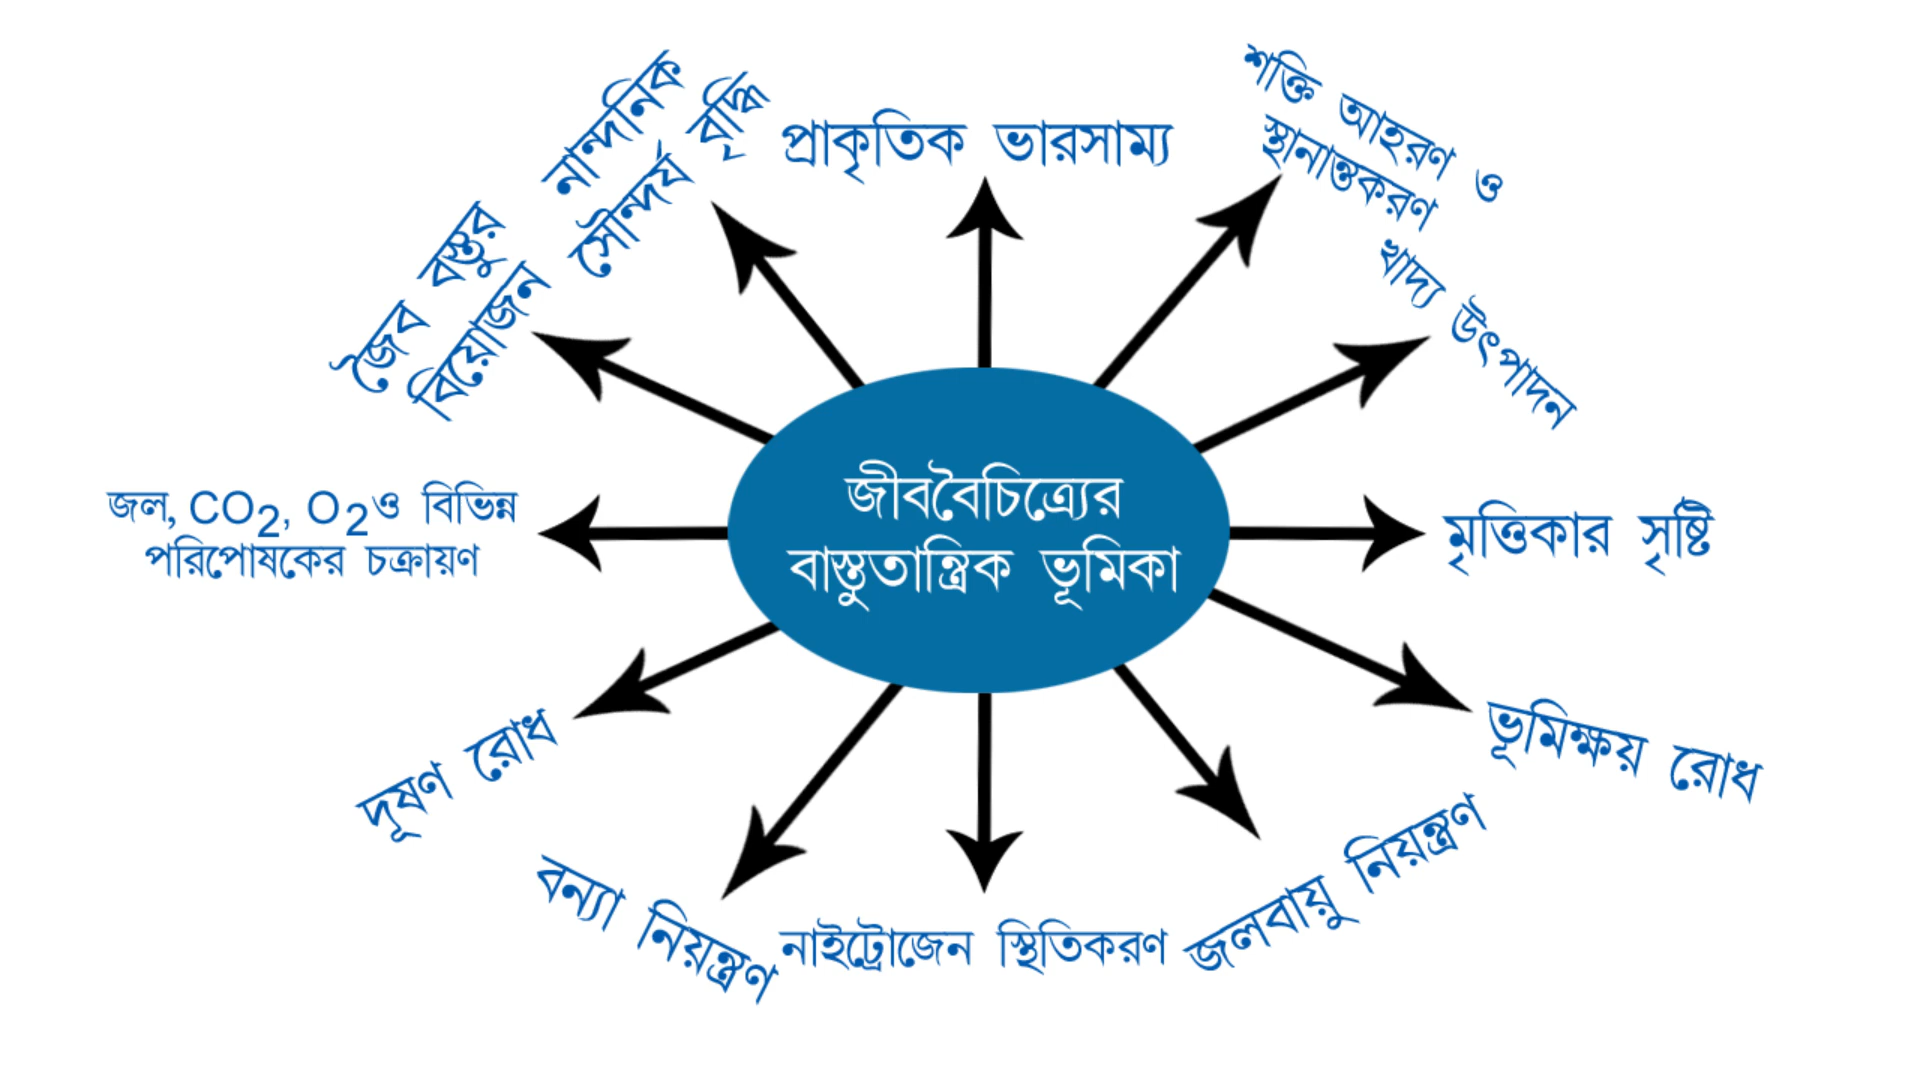 নান্দনিক
সৌন্দর্য বৃদ্ধি
প্রাকৃতিক ভারসাম্য
শক্তি আহরণ ও
স্থানান্তকরণ
জৈব বস্তুর
বিয়োজন
খাদ্য উৎপাদন
জীববৈচিত্র্যের
বাস্তুতান্ত্রিক ভূমিকা
জল, CO2, O2ও বিভিন্ন
পরিপোষকের চক্রায়ণ
মৃত্তিকার সৃষ্টি
দূষণ রোধ
ভূমিক্ষয় রোধ
বন্যা নিয়ন্ত্রণ
নাইট্রোজেন স্থিতিকরণ
জলবায়ু নিয়ন্ত্রণ